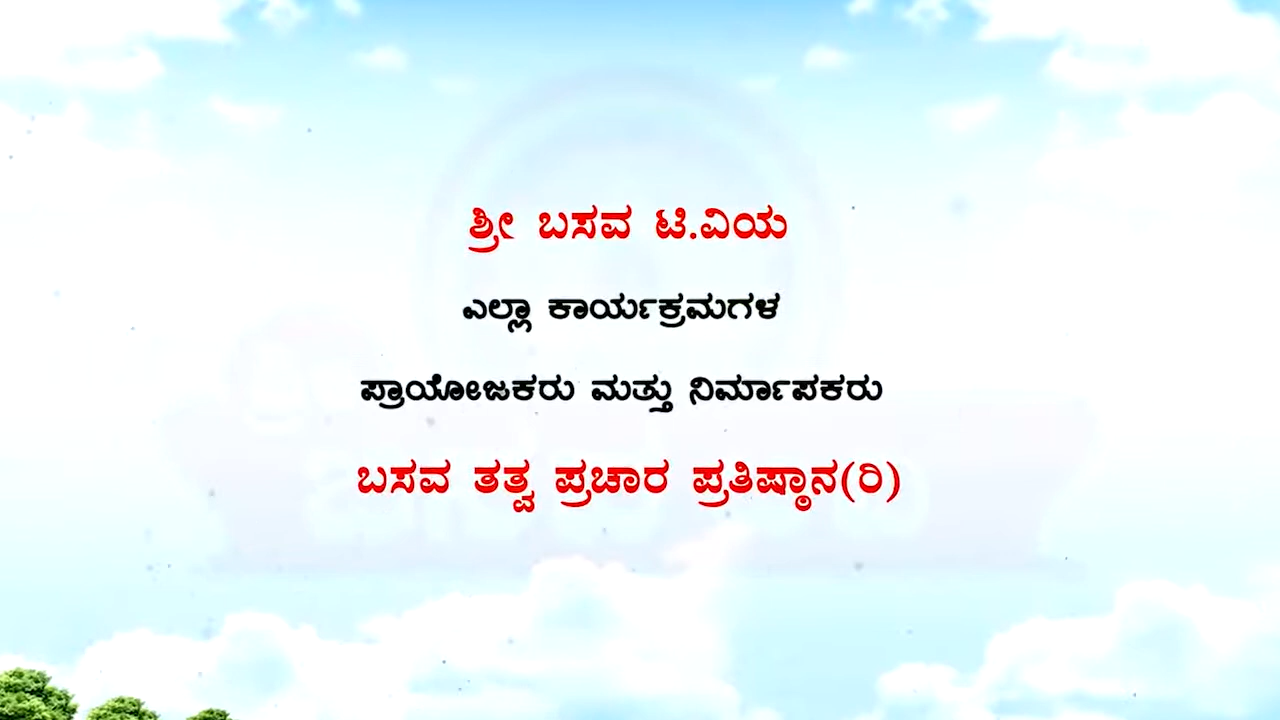 ಶ್ರೀ ಬಸವ ಟಿ.ವಿಯ
ಎಲ್ಲಾ ಕಾರ್ಯಕ್ರಮಗಳ
ಪ್ರಾಯೋಜಕರು ಮತ್ತು ನಿರ್ಮಾಪಕರು
ಬಸವ ತತ್ವ ಪ್ರಚಾರ ಪ್ರತಿಷ್ಠಾನ(ರಿ)